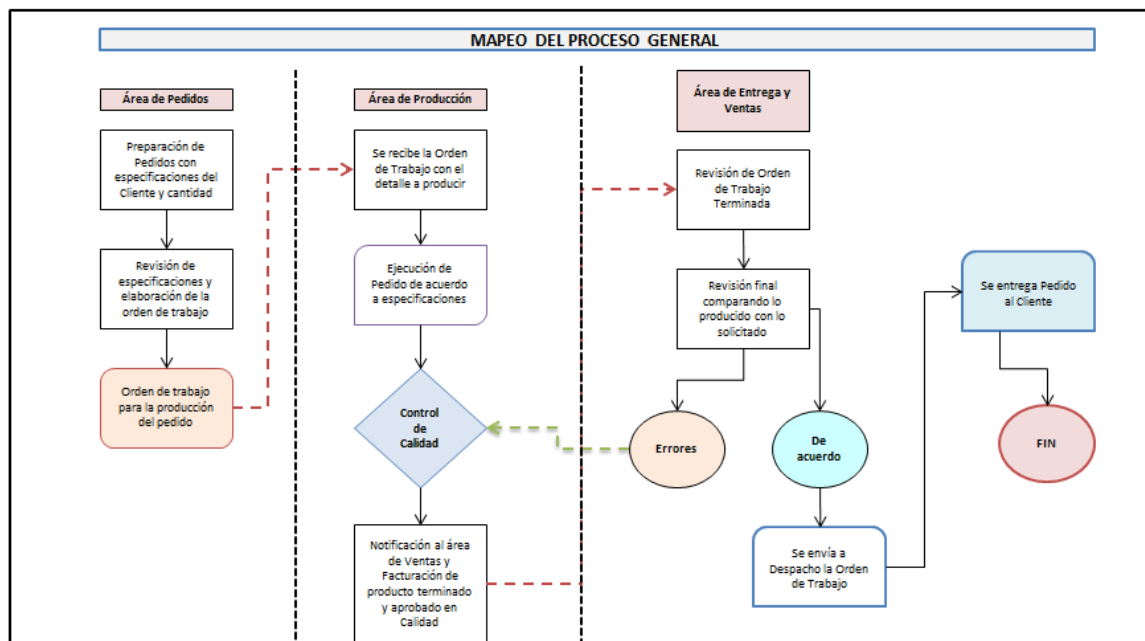 MAPEO DEL PROCESO GENERAL
Área de Pedidos
Preparación de
Pedidos con
especificaciones del
Cliente y cantidad
Revisión de
especificaciones y
elaboración de la
orden de trabajo
Orden de trabajo
para la producción
del pedido
Área de Producción
Se recibe la Orden
de Trabajo con el
detalle a producir
Ejecución de
Pedido de acuerdo
a especificaciones
Control
de
Calidad
Notificación al área
de Ventas y
Facturación de
producto terminado
y aprobado en
Calidad
Área de Entrega y
Ventas
Revisión de Orden
de Trabajo
Terminada
Revisión final
comparando lo
producido con lo
solicitado
Errores
De
acuerdo
Se envía a
Despacho la Orden
de Trabajo
Se entrega Pedido
al Cliente
FIN